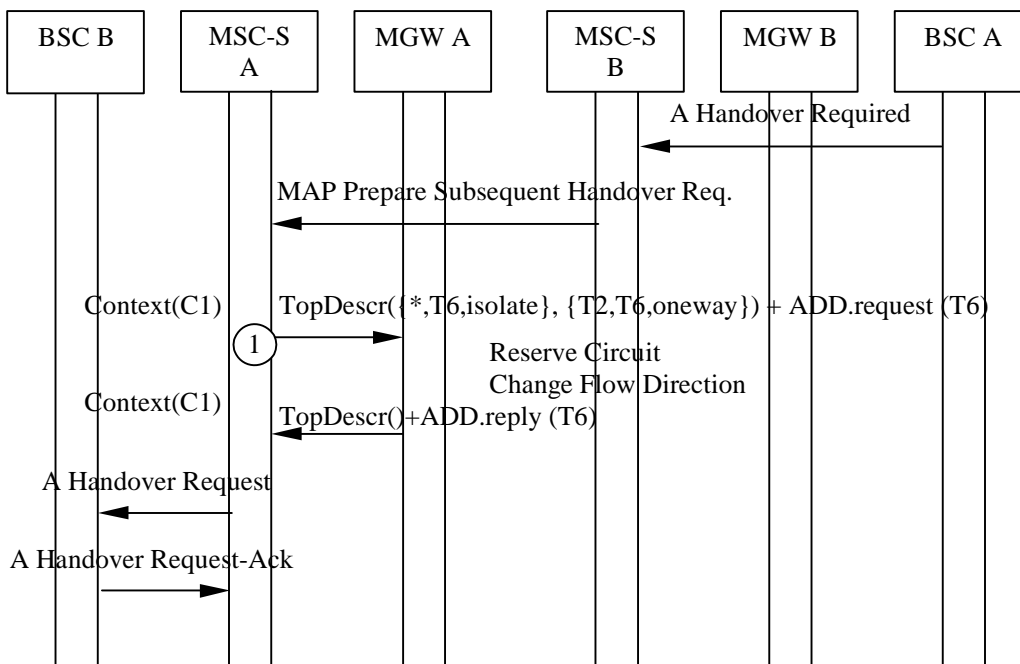 BSC B
MSC-S
A
MGW A
MSC-S
B
MGW B
BSC A
A Handover Required
MAP Prepare Subsequent Handover Req.
Context(C1)
TopDescr({*,T6,isolate}, {T2,T6,oneway}) + ADD.request (T6)
1
Reserve Circuit
Change Flow Direction
Context(C1)
TopDescr()+ADD.reply (T6)
A Handover Request
A Handover Request-Ack